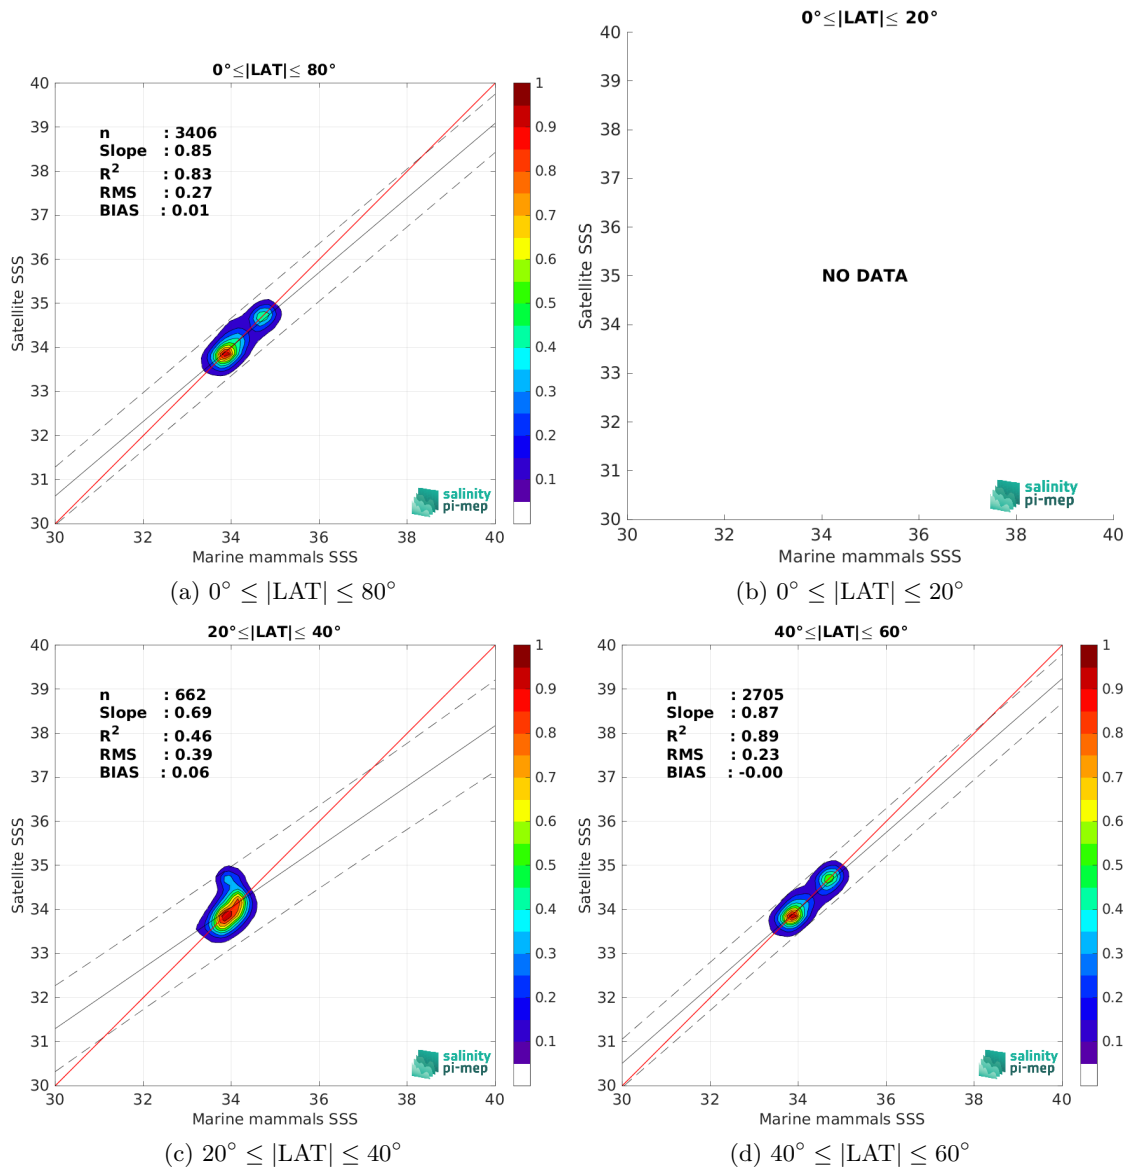 0°≤|LAT|≤ 80°
40
39
38
37
36
35
34
33
32
31
30
Satellite SSS
n : 3406
Slope : 0.85
R² : 0.83
RMS : 0.27
BIAS : 0.01
salinity
pi-mep
30 32 34 36 38 40
Marine mammals SSS
1
0.9
0.8
0.7
0.6
0.5
0.4
0.3
0.2
0.1
(a) 0° ≤ |LAT| ≤ 80°
0°≤|LAT|≤ 20°
40
39
38
37
36
35
34
33
32
31
30
Satellite SSS
NO DATA
salinity
pi-mep
30 32 34 36 38 40
Marine mammals SSS
(b) 0° ≤ |LAT| ≤ 20°
20°≤|LAT|≤ 40°
40
39
38
37
36
35
34
33
32
31
30
Satellite SSS
n : 662
Slope : 0.69
R² : 0.46
RMS : 0.39
BIAS : 0.06
salinity
pi-mep
30 32 34 36 38 40
Marine mammals SSS
1
0.9
0.8
0.7
0.6
0.5
0.4
0.3
0.2
0.1
(c) 20° ≤ |LAT| ≤ 40°
40°≤|LAT|≤ 60°
40
39
38
37
36
35
34
33
32
31
30
Satellite SSS
n : 2705
Slope : 0.87
R² : 0.89
RMS : 0.23
BIAS : -0.00
salinity
pi-mep
30 32 34 36 38 40
Marine mammals SSS
1
0.9
0.8
0.7
0.6
0.5
0.4
0.3
0.2
0.1
(d) 40° ≤ |LAT| ≤ 60°